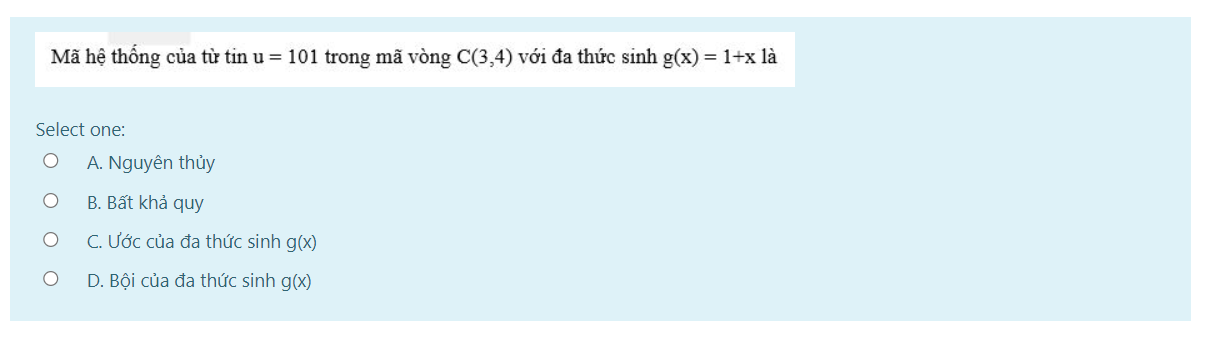 Mã hệ thống của từ tin u = 101 trong mã vòng C(3,4) với đa thức sinh g(x) = 1+x là
Select one:
A. Nguyên thủy
B. Bất khả quy
C. Ước của đa thức sinh g(x)
D. Bội của đa thức sinh g(x)